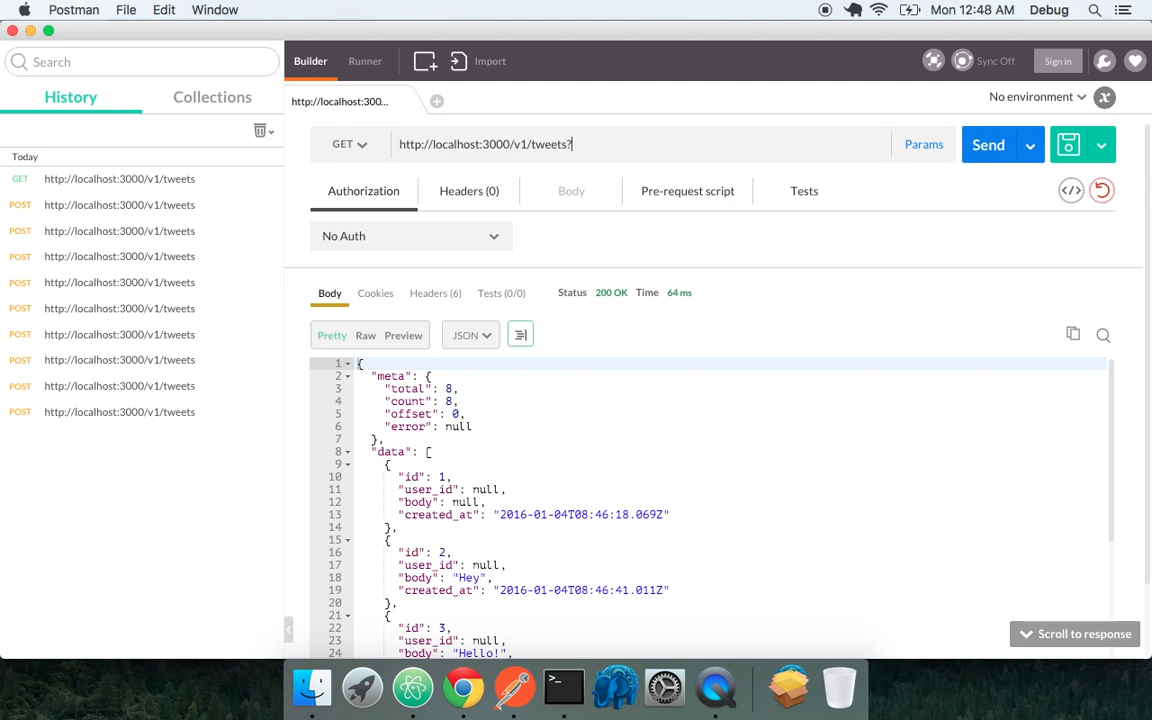 Postman File Edit Window Mon 12:48 AM Debug
Search
Builder Runner Import Sync Off Sign in
History Collections
http://localhost:300... No environment
GET http://localhost:3000/v1/tweets? Params Send
Today
GET http://localhost:3000/v1/tweets
POST http://localhost:3000/v1/tweets
POST http://localhost:3000/v1/tweets
POST http://localhost:3000/v1/tweets
POST http://localhost:3000/v1/tweets
POST http://localhost:3000/v1/tweets
POST http://localhost:3000/v1/tweets
POST http://localhost:3000/v1/tweets
POST http://localhost:3000/v1/tweets
POST http://localhost:3000/v1/tweets
Authorization Headers (0) Body Pre-request script Tests
No Auth
Body Cookies Headers (6) Tests (0/0) Status 200 OK Time 64 ms
Pretty Raw Preview JSON
1 {
2 "meta": {
3 "total": 8,
4 "count": 8,
5 "offset": 0,
6 "error": null
7 },
8 "data": [
9 {
10 "id": 1,
11 "user_id": null,
12 "body": null,
13 "created_at": "2016-01-04T08:46:18.069Z"
14 },
15 {
16 "id": 2,
17 "user_id": null,
18 "body": "Hey",
19 "created_at": "2016-01-04T08:46:41.011Z"
20 },
21 {
22 "id": 3,
23 "user_id": null,
24 "body": "Hello!",
Scroll to response